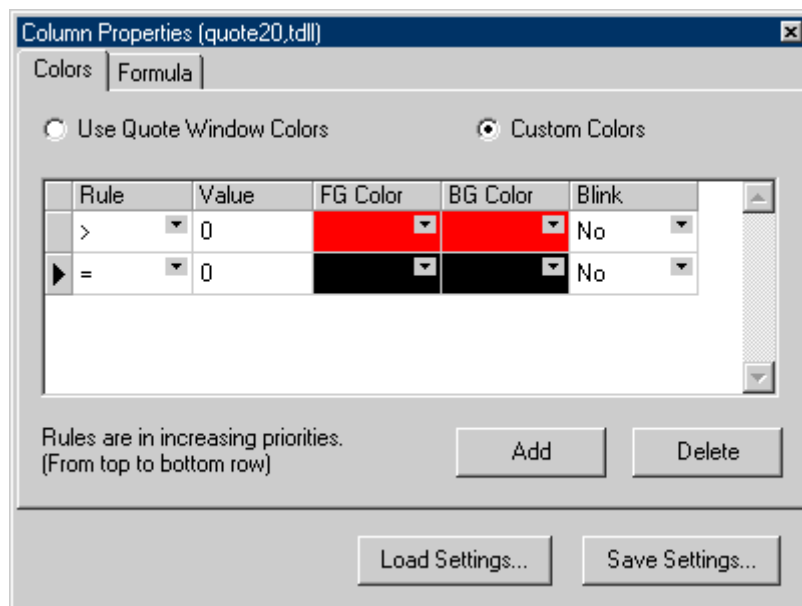 Column Properties (quote20,tdll)
Colors Formula
Use Quote Window Colors Custom Colors
Rule Value FG Color BG Color Blink
> 0 No
= 0 No
Rules are in increasing priorities.
(From top to bottom row)
Add Delete
Load Settings... Save Settings...